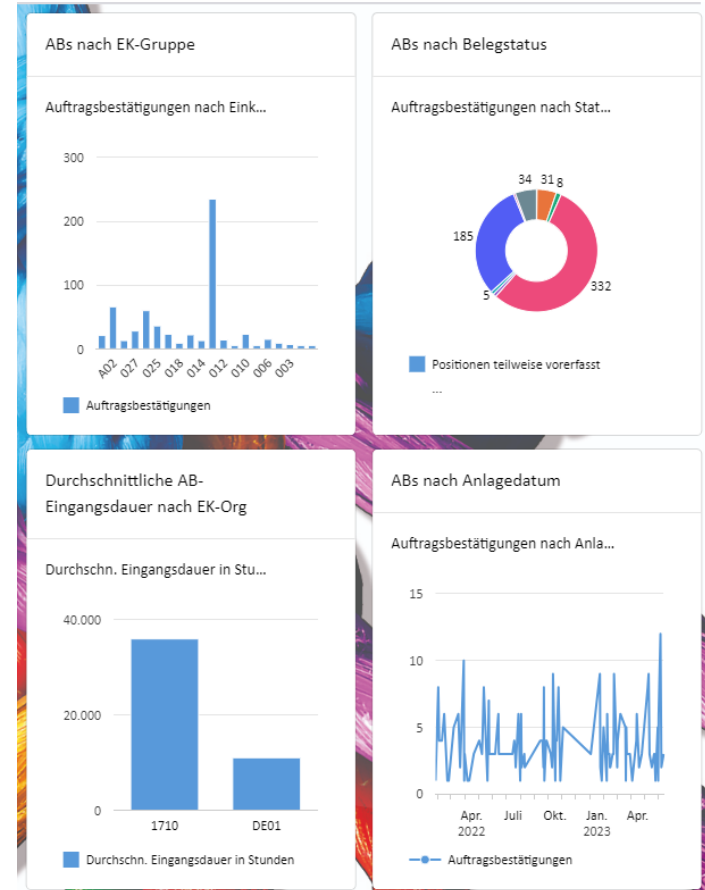 ABs nach EK-Gruppe
Auftragsbestätigungen nach Eink...
300
200
100
0
A02
027
025
018
014
012
010
006
003
Auftragsbestätigungen
ABs nach Belegstatus
Auftragsbestätigungen nach Stat...
34
31
8
185
332
5
Positionen teilweise vorerfasst
...
Durchschnittliche AB-
Eingangsdauer nach EK-Org
Durchschn. Eingangsdauer in Stu...
40.000
20.000
0
1710
DE01
Durchschn. Eingangsdauer in Stunden
ABs nach Anlagedatum
Auftragsbestätigungen nach Anla...
15
10
5
0
Apr.
2022
Juli
Okt.
Jan.
2023
Apr.
Auftragsbestätigungen